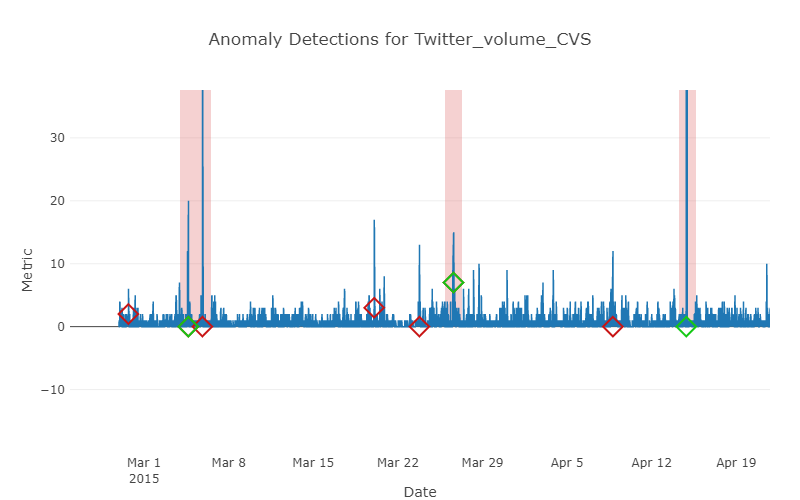 Anomaly Detections for Twitter_volume_CVS
30
20
10
0
−10
Metric
Mar 1
2015
Mar 8
Mar 15
Mar 22
Mar 29
Apr 5
Apr 12
Apr 19
Date